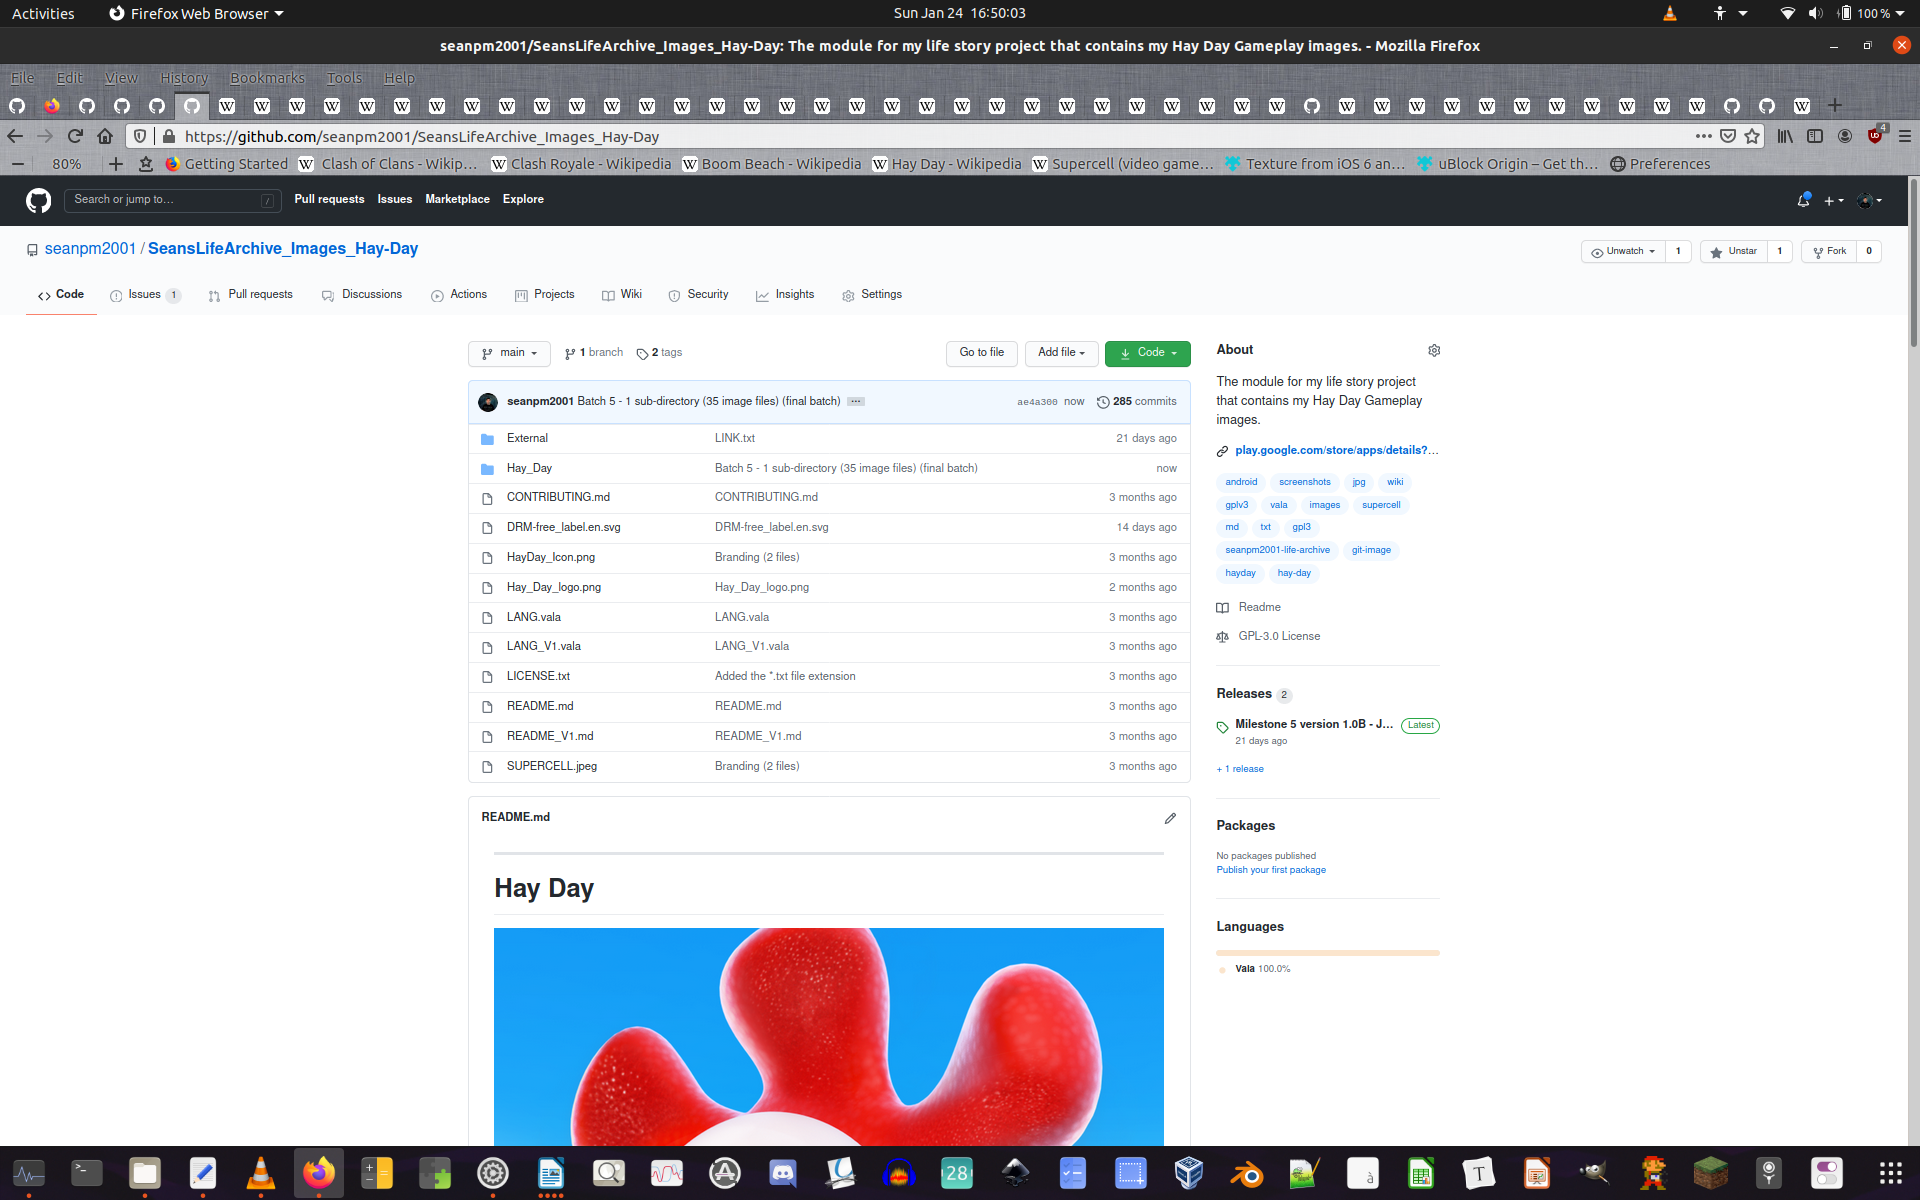 Activities
Firefox Web Browser
Sun Jan 24 16:50:03
100 %
seanpm2001/SeansLifeArchive_Images_Hay-Day: The module for my life story project that contains my Hay Day Gameplay images. - Mozilla Firefox
File Edit View History Bookmarks Tools Help
https://github.com/seanpm2001/SeansLifeArchive_Images_Hay-Day
4
80%
Getting Started
Clash of Clans - Wikip…
Clash Royale - Wikipedia
Boom Beach - Wikipedia
Hay Day - Wikipedia
Supercell (video game…
Texture from iOS 6 an…
uBlock Origin – Get th…
Preferences
Search or jump to…
/
Pull requests Issues Marketplace Explore
seanpm2001 / SeansLifeArchive_Images_Hay-Day
Unwatch 1
Unstar 1
Fork 0
Code
Issues 1
Pull requests
Discussions
Actions
Projects
Wiki
Security
Insights
Settings
main
1 branch
2 tags
Go to file
Add file
Code
seanpm2001 Batch 5 - 1 sub-directory (35 image files) (final batch) …
ae4a300 now
285 commits
External LINK.txt 21 days ago
Hay_Day Batch 5 - 1 sub-directory (35 image files) (final batch) now
CONTRIBUTING.md CONTRIBUTING.md 3 months ago
DRM-free_label.en.svg DRM-free_label.en.svg 14 days ago
HayDay_Icon.png Branding (2 files) 3 months ago
Hay_Day_logo.png Hay_Day_logo.png 2 months ago
LANG.vala LANG.vala 3 months ago
LANG_V1.vala LANG_V1.vala 3 months ago
LICENSE.txt Added the *.txt file extension 3 months ago
README.md README.md 3 months ago
README_V1.md README_V1.md 3 months ago
SUPERCELL.jpeg Branding (2 files) 3 months ago
README.md
Hay Day
About
The module for my life story project
that contains my Hay Day Gameplay
images.
play.google.com/store/apps/details?…
android screenshots jpg wiki
gplv3 vala images supercell
md txt gpl3
seanpm2001-life-archive git-image
hayday hay-day
Readme
GPL-3.0 License
Releases 2
Milestone 5 version 1.0B - J… Latest
21 days ago
+ 1 release
Packages
No packages published
Publish your first package
Languages
Vala 100.0%
28